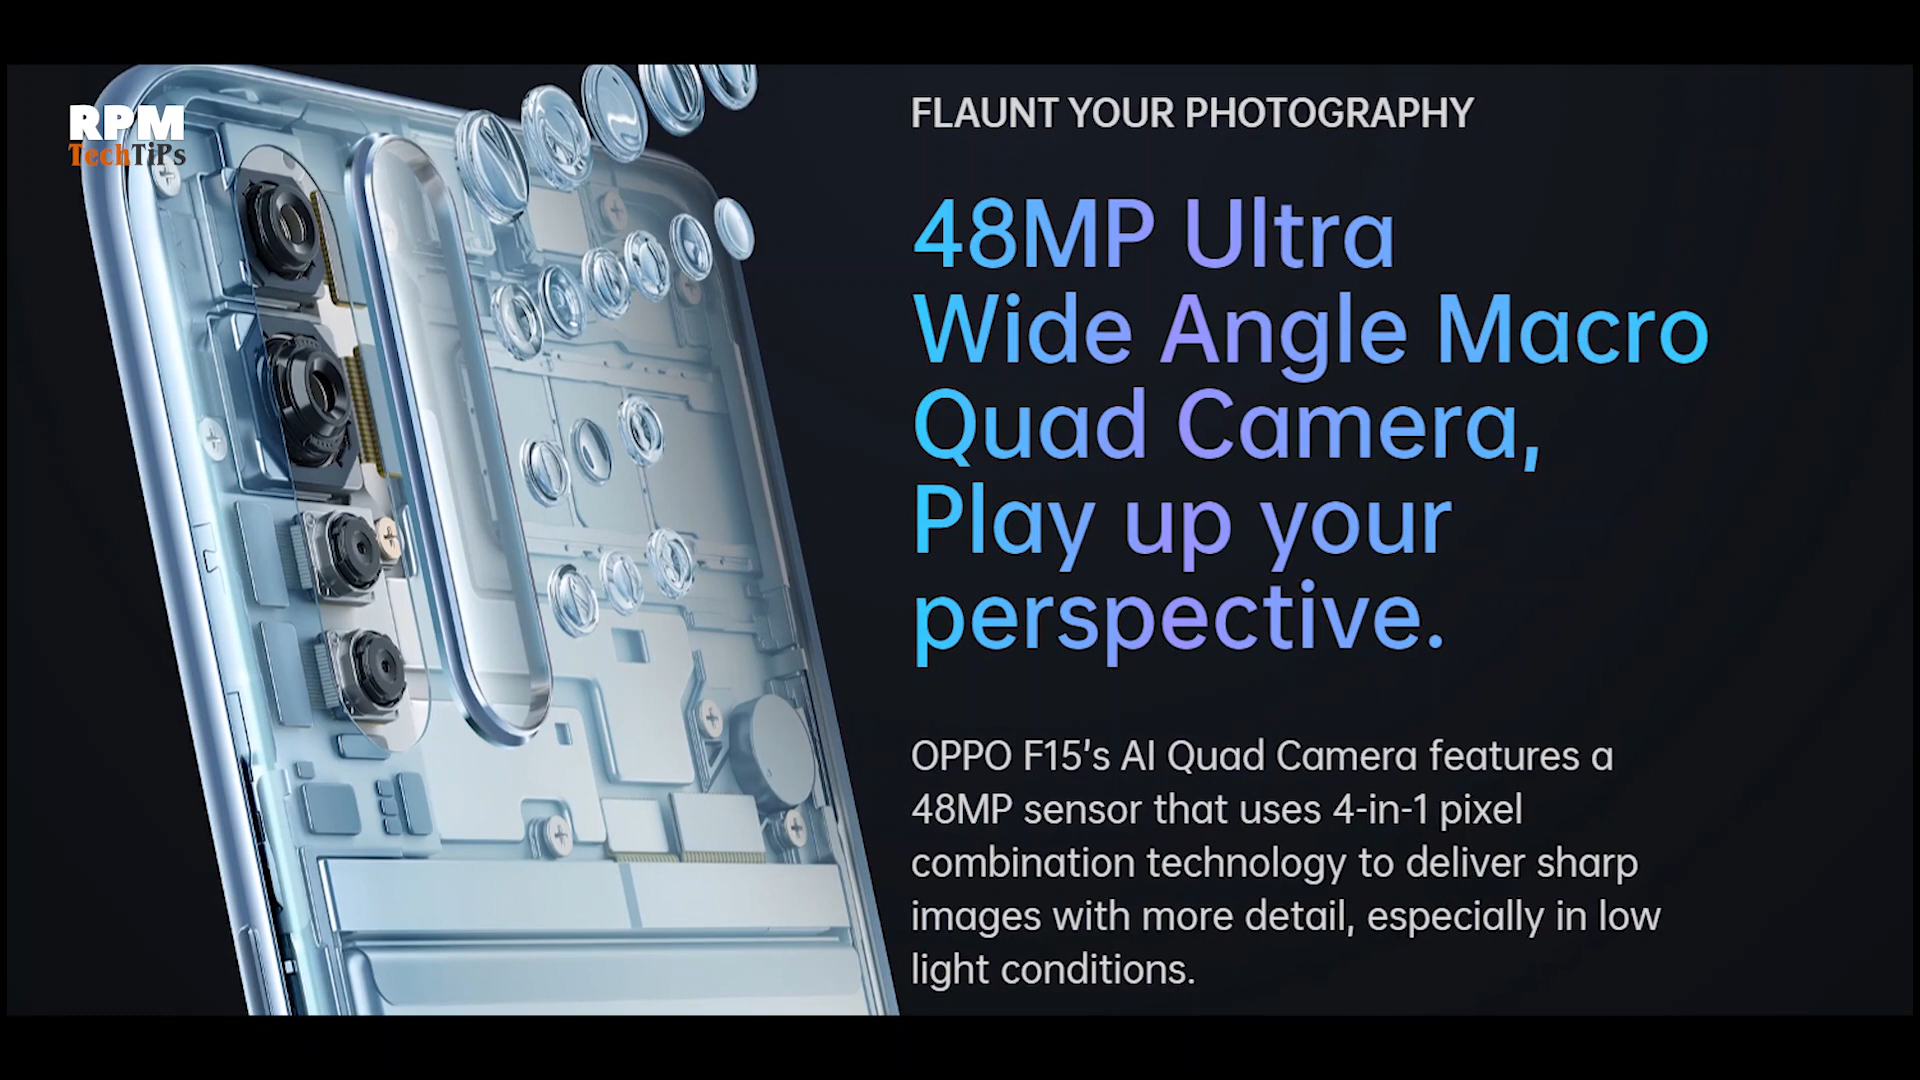 RPM
TechTiPs
FLAUNT YOUR PHOTOGRAPHY
48MP Ultra
Wide Angle Macro
Quad Camera,
Play up your
perspective.
OPPO F15's AI Quad Camera features a
48MP sensor that uses 4-in-1 pixel
combination technology to deliver sharp
images with more detail, especially in low
light conditions.